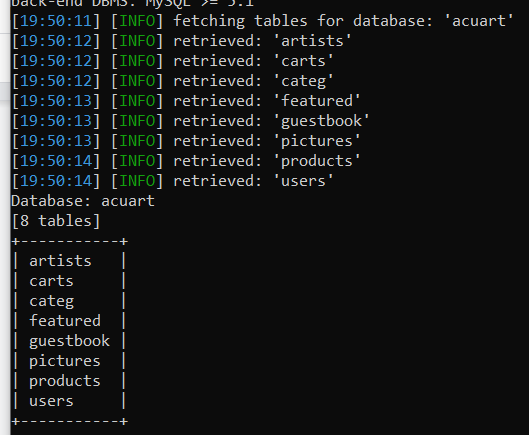 back-end DBMS: MySQL >= 5.1
[19:50:11] [INFO] fetching tables for database: 'acuart'
[19:50:12] [INFO] retrieved: 'artists'
[19:50:12] [INFO] retrieved: 'carts'
[19:50:12] [INFO] retrieved: 'categ'
[19:50:13] [INFO] retrieved: 'featured'
[19:50:13] [INFO] retrieved: 'guestbook'
[19:50:13] [INFO] retrieved: 'pictures'
[19:50:14] [INFO] retrieved: 'products'
[19:50:14] [INFO] retrieved: 'users'
Database: acuart
[8 tables]
+-----------+
| artists   |
| carts     |
| categ     |
| featured  |
| guestbook |
| pictures  |
| products  |
| users     |
+-----------+